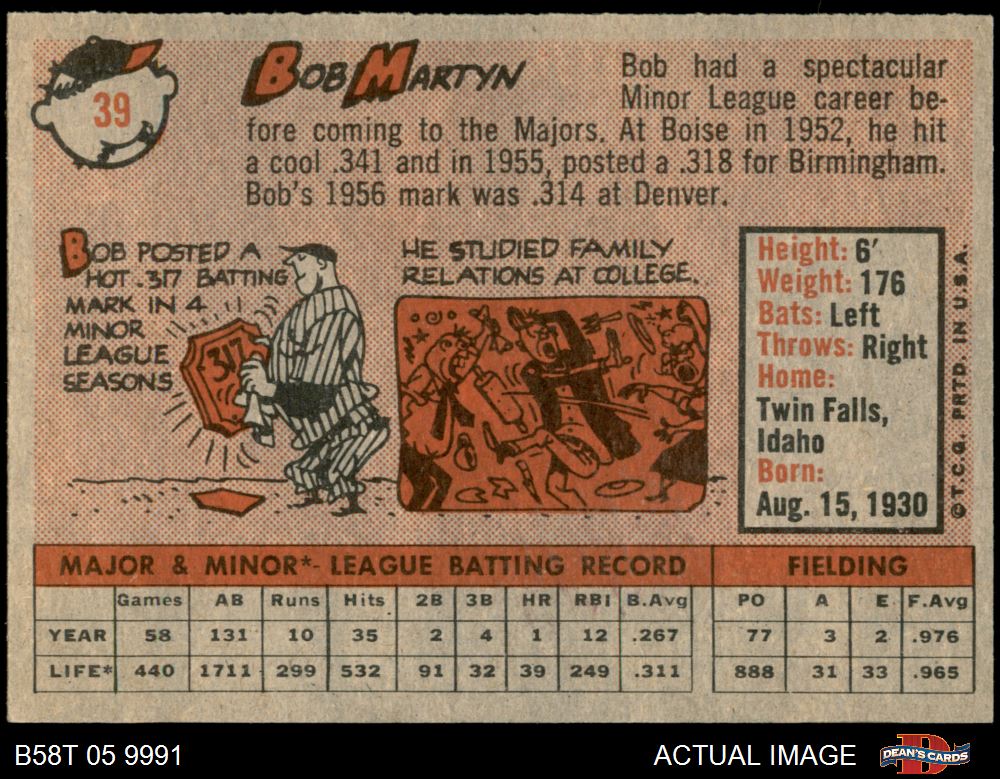 39
BOB MARTYN
Bob had a spectacular
Minor League career be-
fore coming to the Majors. At Boise in 1952, he hit
a cool .341 and in 1955, posted a .318 for Birmingham.
Bob's 1956 mark was .314 at Denver.
BOB POSTED A
HOT .317 BATTING
MARK IN 4
MINOR
LEAGUE
SEASONS
.317
HE STUDIED FAMILY
RELATIONS AT COLLEGE.
Height: 6'
Weight: 176
Bats: Left
Throws: Right
Home:
Twin Falls,
Idaho
Born:
Aug. 15, 1930
©T.C.G. PRTD. IN U.S.A.
MAJOR & MINOR*- LEAGUE BATTING RECORD FIELDING
Games AB Runs Hits 2B 3B HR RBI B.Avg PO A E F.Avg
YEAR 58 131 10 35 2 4 1 12 .267 77 3 2 .976
LIFE* 440 1711 299 532 91 32 39 249 .311 888 31 33 .965
B58T 05 9991 ACTUAL IMAGE DEAN'S CARDS